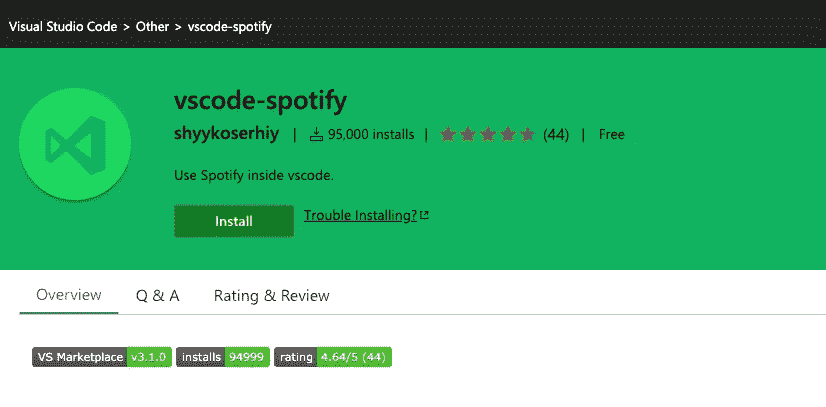 Visual Studio Code > Other > vscode-spotify
vscode-spotify
shyykoserhiy | 95,000 installs | (44) | Free
Use Spotify inside vscode.
Install Trouble Installing?
Overview Q & A Rating & Review
VS Marketplace v3.1.0 installs 94999 rating 4.64/5 (44)